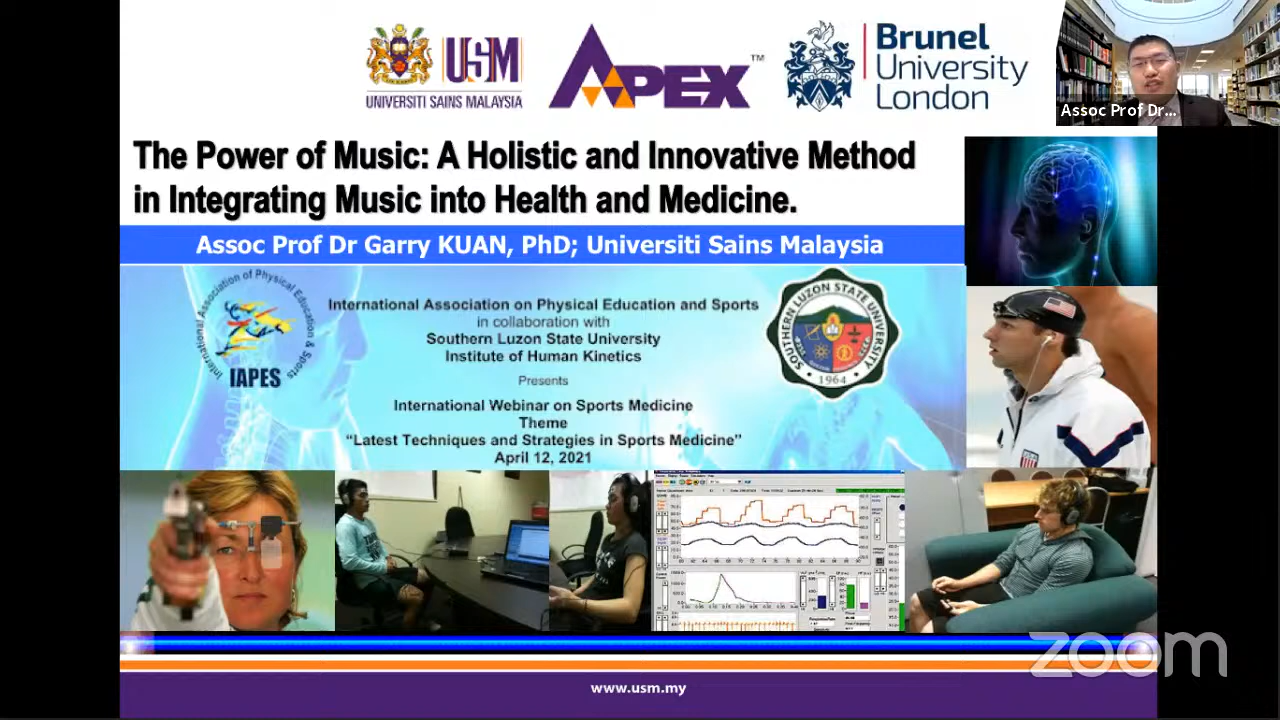 USM
UNIVERSITI SAINS MALAYSIA
APEX™
Brunel
University
London
Assoc Prof Dr...
The Power of Music: A Holistic and Innovative Method
in Integrating Music into Health and Medicine.
Assoc Prof Dr Garry KUAN, PhD; Universiti Sains Malaysia
International Association of Physical Education & Sports
IAPES
International Association on Physical Education and Sports
in collaboration with
Southern Luzon State University
Institute of Human Kinetics
Presents
International Webinar on Sports Medicine
Theme
“Latest Techniques and Strategies in Sports Medicine”
April 12, 2021
SOUTHERN LUZON STATE UNIVERSITY
1964
zoom
www.usm.my